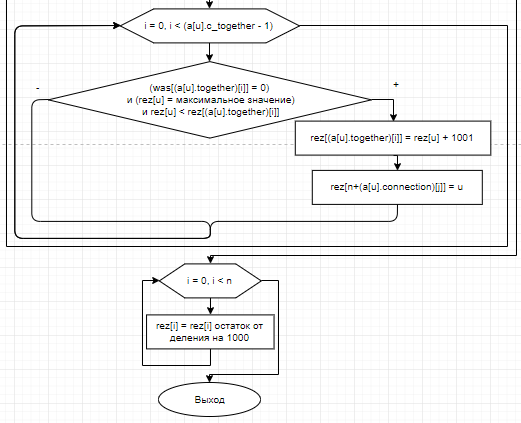 i = 0, i < (a[u].c_together - 1)
-
+
(was[(a[u].together)[i]] = 0)
и (rez[u] = максимальное значение)
и rez[u] < rez[(a[u].together)[i]]
rez[(a[u].together)[i]] = rez[u] + 1001
rez[n+(a[u].connection)[j]] = u
i = 0, i < n
rez[i] = rez[i] остаток от
деления на 1000
Выход